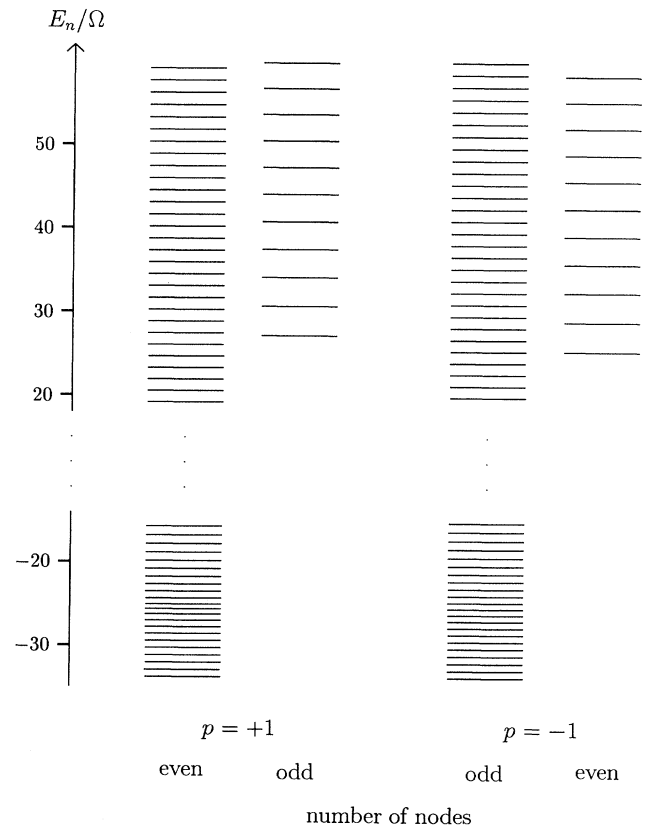 E_n/Ω
50
40
30
20
−20
−30
p = +1
p = −1
even
odd
odd
even
number of nodes